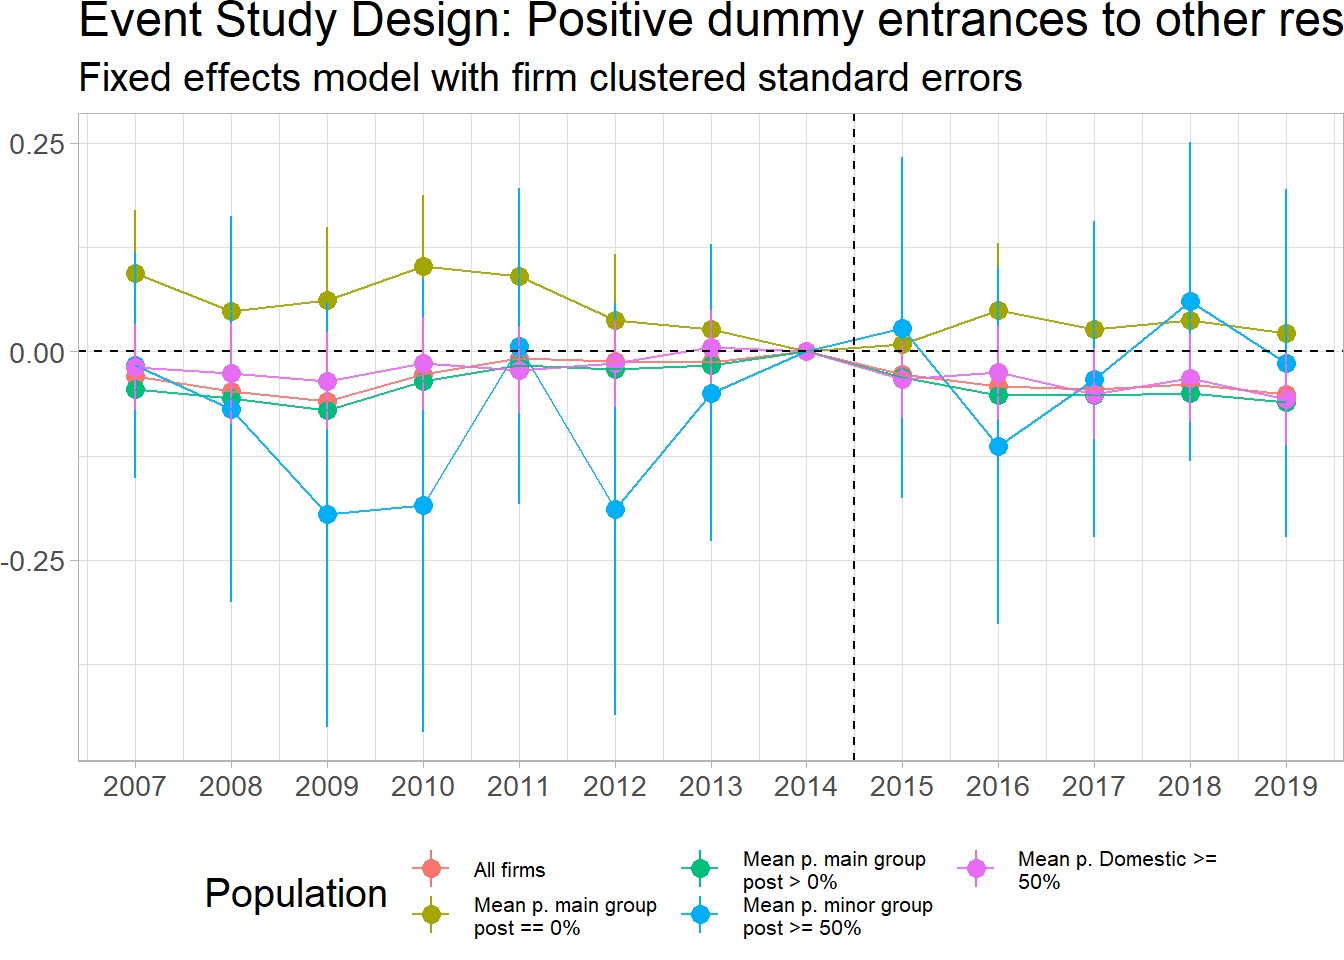 Event Study Design: Positive dummy entrances to other res
Fixed effects model with firm clustered standard errors
0.25
0.00
-0.25
2007 2008 2009 2010 2011 2012 2013 2014 2015 2016 2017 2018 2019
Population
All firms
Mean p. main group
post == 0%
Mean p. main group
post > 0%
Mean p. minor group
post >= 50%
Mean p. Domestic >=
50%